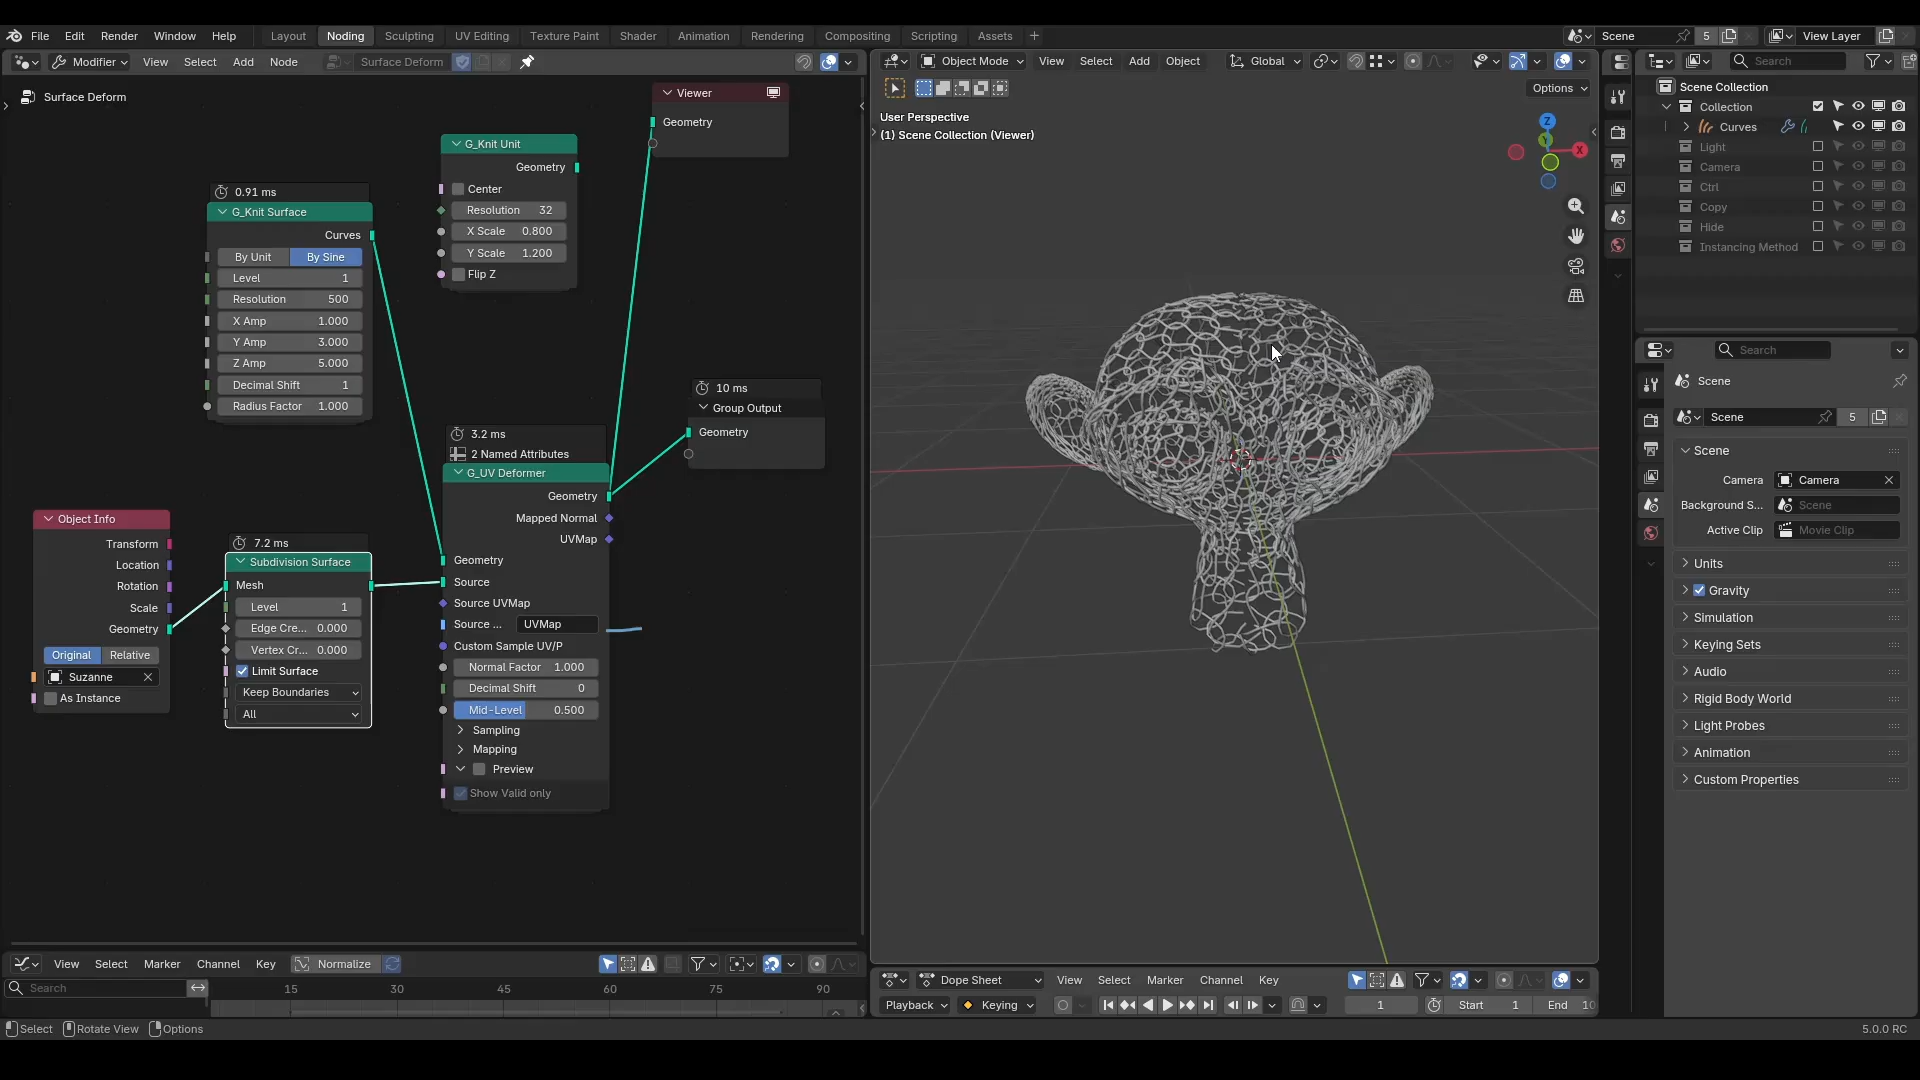 File Edit Render Window Help Layout Noding Sculpting UV Editing Texture Paint Shader Animation Rendering Compositing Scripting Assets + Scene 5 View Layer
Modifier View Select Add Node Surface Deform
Object Mode View Select Add Object Global
Search
Options
Surface Deform
User Perspective
(1) Scene Collection (Viewer)
Z
Y
X
Viewer
Geometry
G_Knit Unit
Geometry
Center
Resolution 32
X Scale 0.800
Y Scale 1.200
Flip Z
0.91 ms
G_Knit Surface
Curves
By Unit By Sine
Level 1
Resolution 500
X Amp 1.000
Y Amp 3.000
Z Amp 5.000
Decimal Shift 1
Radius Factor 1.000
10 ms
Group Output
Geometry
3.2 ms
2 Named Attributes
G_UV Deformer
Geometry
Mapped Normal
UVMap
Geometry
Source
Source UVMap
Source ... UVMap
Custom Sample UV/P
Normal Factor 1.000
Decimal Shift 0
Mid-Level 0.500
Sampling
Mapping
Preview
Show Valid only
Object Info
Transform
Location
Rotation
Scale
Geometry
Original Relative
Suzanne
As Instance
7.2 ms
Subdivision Surface
Mesh
Level 1
Edge Cre... 0.000
Vertex Cr... 0.000
Limit Surface
Keep Boundaries
All
Scene Collection
Collection
Curves
Light
Camera
Ctrl
Copy
Hide
Instancing Method
Search
Scene
Scene 5
Scene
Camera Camera
Background S... Scene
Active Clip Movie Clip
Units
Gravity
Simulation
Keying Sets
Audio
Rigid Body World
Light Probes
Animation
Custom Properties
View Select Marker Channel Key Normalize
Search
15 30 45 60 75 90
Dope Sheet View Select Marker Channel Key
Playback Keying 1 Start 1 End 10
Select Rotate View Options
5.0.0 RC